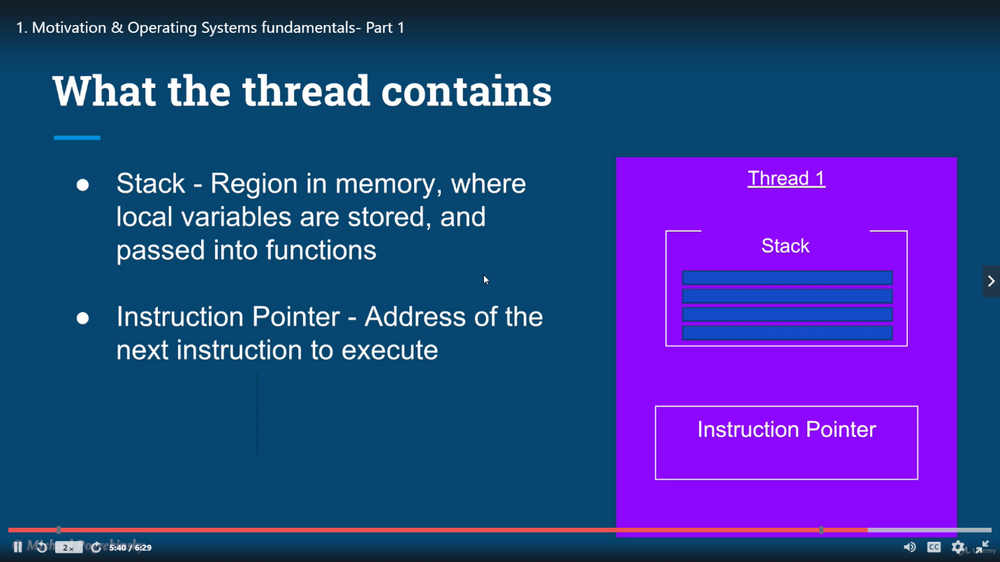 1. Motivation & Operating Systems fundamentals- Part 1
What the thread contains
● Stack - Region in memory, where
local variables are stored, and
passed into functions
● Instruction Pointer - Address of the
next instruction to execute
Thread 1
Stack
Instruction Pointer
2x
5:40 / 6:29
CC
Udemy